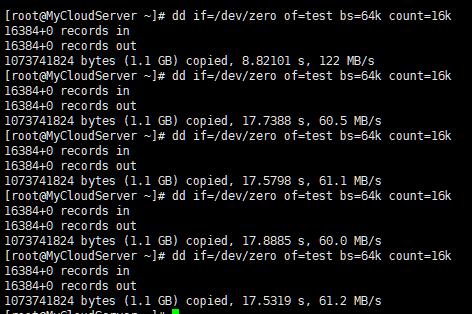 [root@MyCloudServer ~]# dd if=/dev/zero of=test bs=64k count=16k
16384+0 records in
16384+0 records out
1073741824 bytes (1.1 GB) copied, 8.82101 s, 122 MB/s
[root@MyCloudServer ~]# dd if=/dev/zero of=test bs=64k count=16k
16384+0 records in
16384+0 records out
1073741824 bytes (1.1 GB) copied, 17.7388 s, 60.5 MB/s
[root@MyCloudServer ~]# dd if=/dev/zero of=test bs=64k count=16k
16384+0 records in
16384+0 records out
1073741824 bytes (1.1 GB) copied, 17.5798 s, 61.1 MB/s
[root@MyCloudServer ~]# dd if=/dev/zero of=test bs=64k count=16k
16384+0 records in
16384+0 records out
1073741824 bytes (1.1 GB) copied, 17.8885 s, 60.0 MB/s
[root@MyCloudServer ~]# dd if=/dev/zero of=test bs=64k count=16k
16384+0 records in
16384+0 records out
1073741824 bytes (1.1 GB) copied, 17.5319 s, 61.2 MB/s
[root@MyCloudServer ~]#